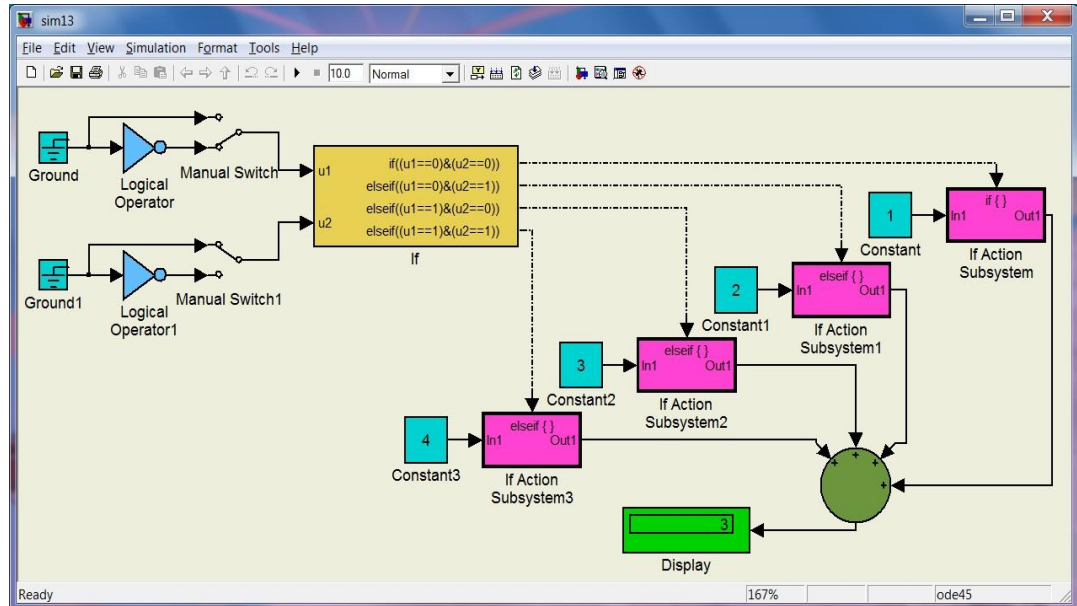 sim13
File Edit View Simulation Format Tools Help
10.0 Normal
Ground
Logical
Operator
Manual Switch
Ground1
Logical
Operator1
Manual Switch1
u1
u2
if((u1==0)&(u2==0))
elseif((u1==0)&(u2==1))
elseif((u1==1)&(u2==0))
elseif((u1==1)&(u2==1))
If
1
Constant
if { }
In1 Out1
If Action
Subsystem
2
Constant1
elseif { }
In1 Out1
If Action
Subsystem1
3
Constant2
elseif { }
In1 Out1
If Action
Subsystem2
4
Constant3
elseif { }
In1 Out1
If Action
Subsystem3
+ + + +
3
Display
Ready 167% ode45